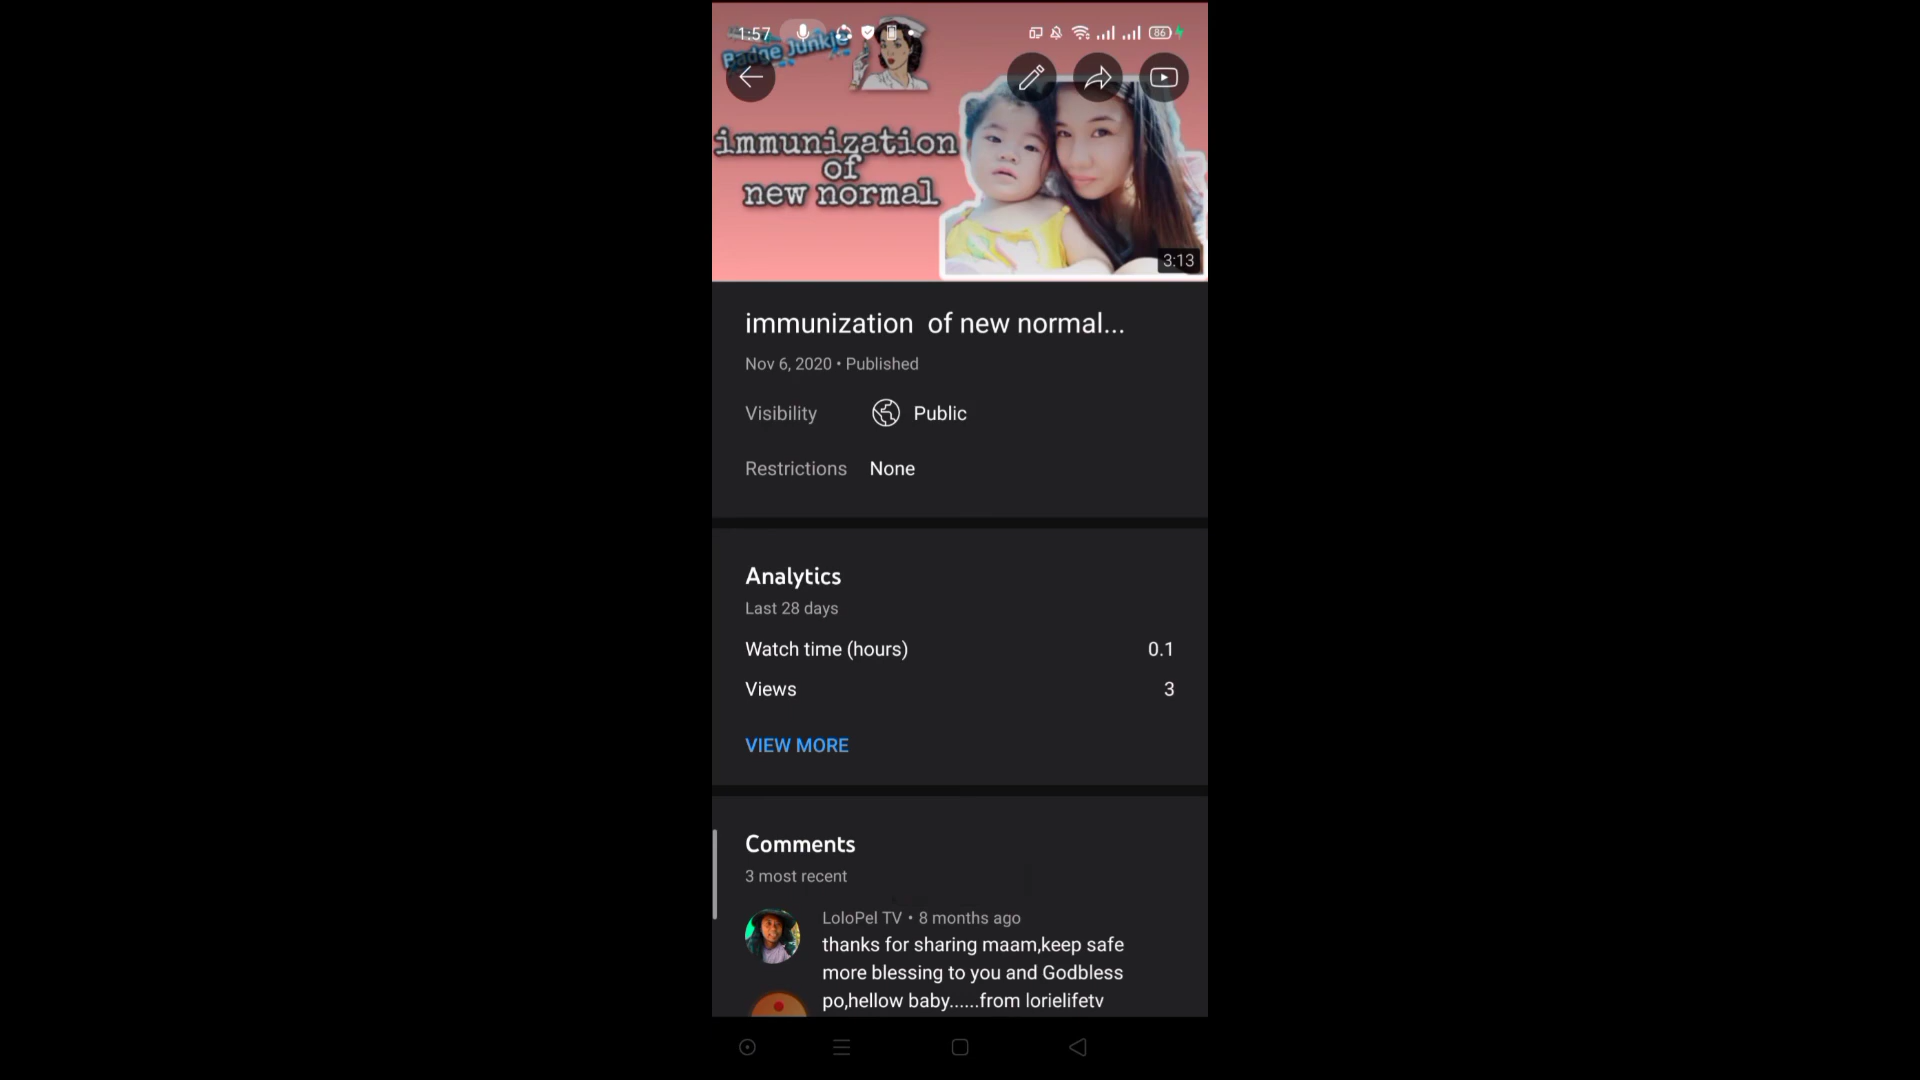 1:57
86
Badge Junkie
immunization
of
new normal
3:13
immunization  of new normal...
Nov 6, 2020 • Published
Visibility Public
Restrictions None
Analytics
Last 28 days
Watch time (hours) 0.1
Views 3
VIEW MORE
Comments
3 most recent
LoloPel TV • 8 months ago
thanks for sharing maam,keep safe
more blessing to you and Godbless
po,hellow baby......from lorielifetv